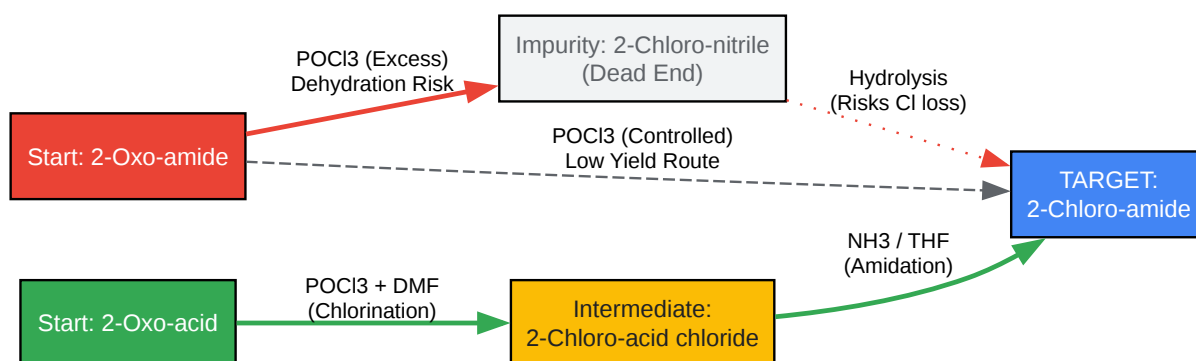 POCl3 (Excess)
Dehydration Risk
Impurity: 2-Chloro-nitrile
(Dead End)
Hydrolysis
(Risks Cl loss)
Start: 2-Oxo-amide
POCl3 (Controlled)
Low Yield Route
TARGET:
2-Chloro-amide
NH3 / THF
(Amidation)
Start: 2-Oxo-acid
POCl3 + DMF
(Chlorination)
Intermediate:
2-Chloro-acid chloride